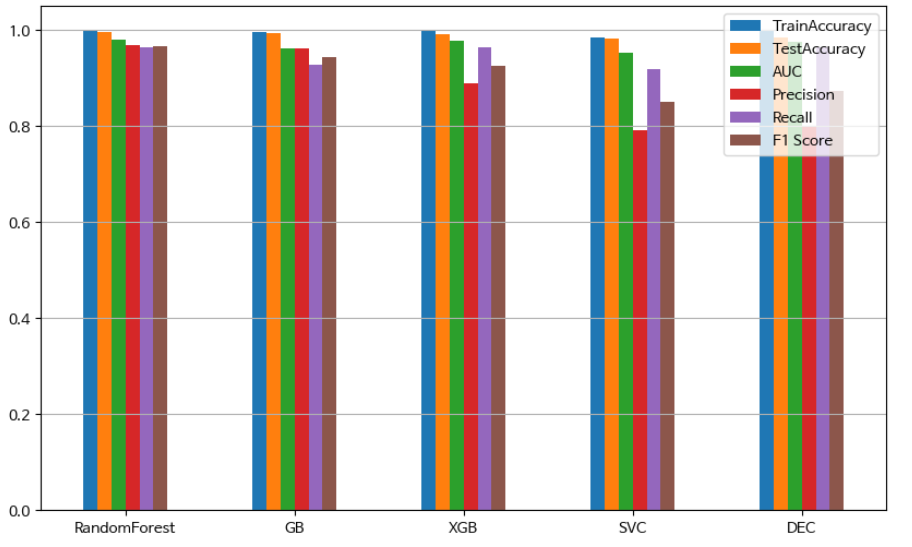 1.0
0.8
0.6
0.4
0.2
0.0
TrainAccuracy
TestAccuracy
AUC
Precision
Recall
F1 Score
RandomForest
GB
XGB
SVC
DEC